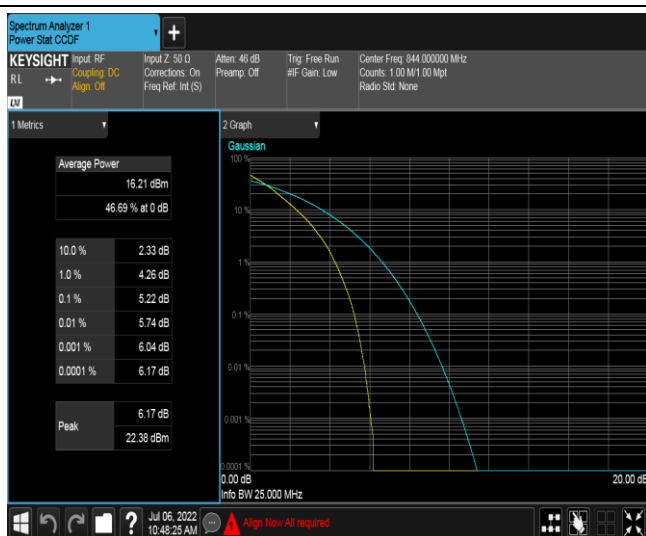 Spectrum Analyzer 1
Power Stat CCDF
+
KEYSIGHT
RL
LXI
Input: RF
Coupling: DC
Align: Off
Input Z: 50 Ω
Corrections: On
Freq Ref: Int (S)
Atten: 46 dB
Preamp: Off
Trig: Free Run
#IF Gain: Low
Center Freq: 844.000000 MHz
Counts: 1.00 M/1.00 Mpt
Radio Std: None
1 Metrics
Average Power
16.21 dBm
46.69 % at 0 dB
10.0 % 2.33 dB
1.0 % 4.26 dB
0.1 % 5.22 dB
0.01 % 5.74 dB
0.001 % 6.04 dB
0.0001 % 6.17 dB
Peak
6.17 dB
22.38 dBm
2 Graph
Gaussian
100 %
10 %
1 %
0.1 %
0.01 %
0.001 %
0.0001 %
0.00 dB 20.00 dB
Info BW 25.000 MHz
?
Jul 06, 2022
10:48:25 AM
Align Now All required